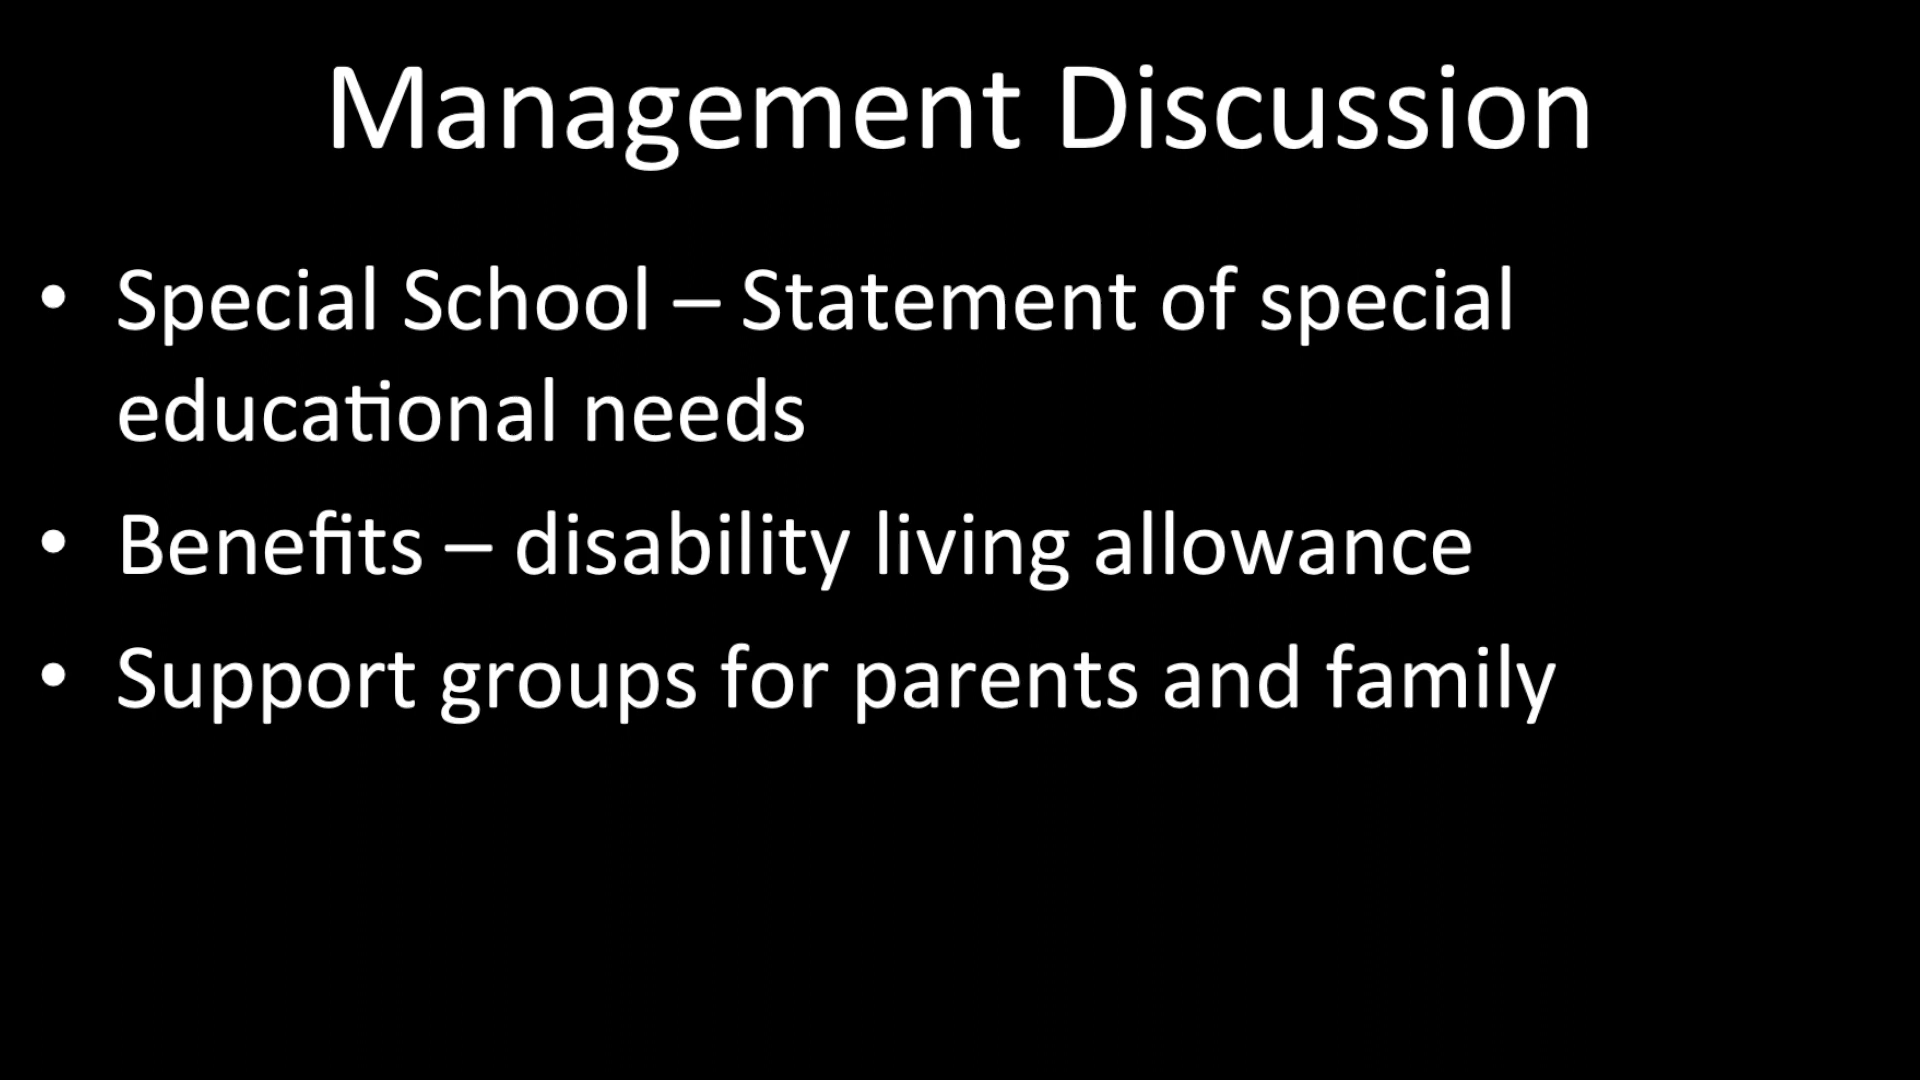 Management Discussion
• Special School – Statement of special
educational needs
• Benefits – disability living allowance
• Support groups for parents and family